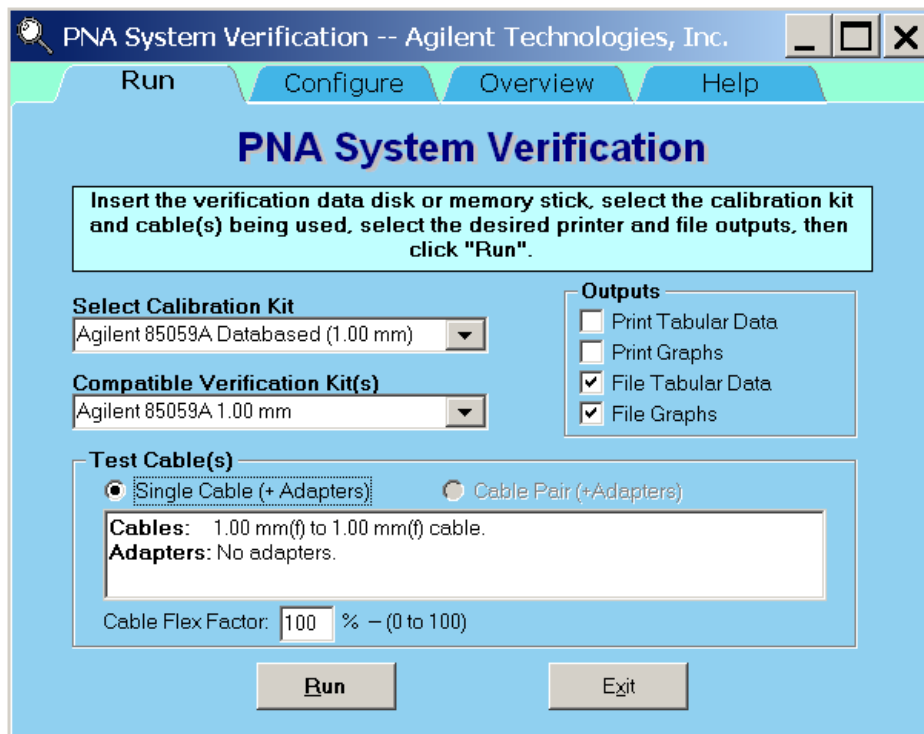 PNA System Verification -- Agilent Technologies, Inc.
Run
Configure
Overview
Help
PNA System Verification
Insert the verification data disk or memory stick, select the calibration kit
and cable(s) being used, select the desired printer and file outputs, then
click "Run".
Select Calibration Kit
Agilent 85059A Databased (1.00 mm)
Compatible Verification Kit(s)
Agilent 85059A 1.00 mm
Outputs
Print Tabular Data
Print Graphs
File Tabular Data
File Graphs
Test Cable(s)
Single Cable (+ Adapters)
Cable Pair (+Adapters)
Cables: 1.00 mm(f) to 1.00 mm(f) cable.
Adapters: No adapters.
Cable Flex Factor: 100 % – (0 to 100)
Run
Exit